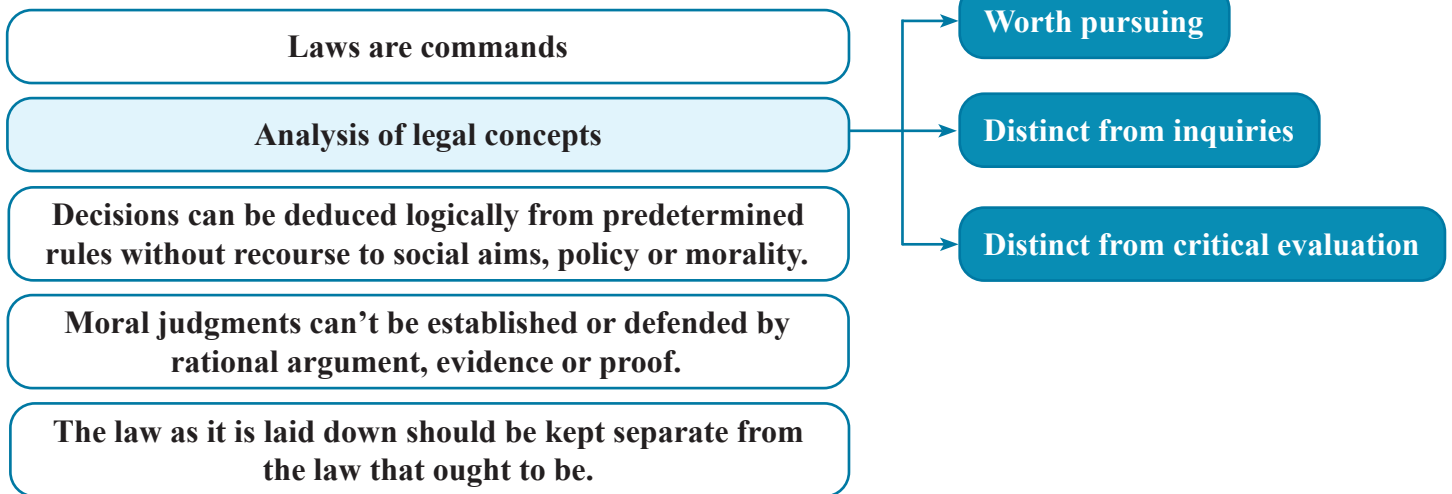 Laws are commands
Analysis of legal concepts
Decisions can be deduced logically from predetermined
rules without recourse to social aims, policy or morality.
Moral judgments can’t be established or defended by
rational argument, evidence or proof.
The law as it is laid down should be kept separate from
the law that ought to be.
Worth pursuing
Distinct from inquiries
Distinct from critical evaluation